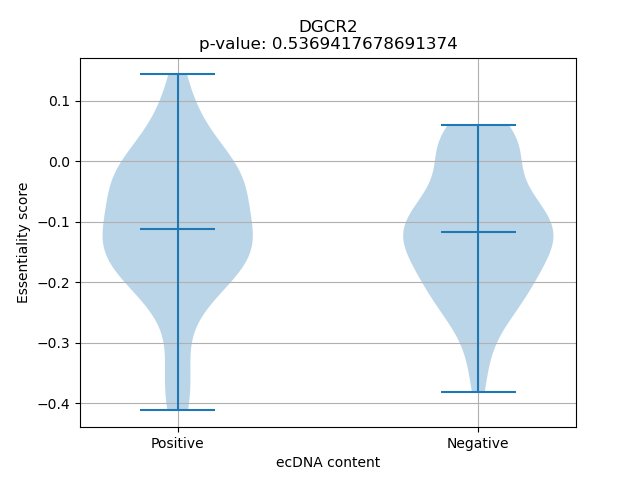 DGCR2
p-value: 0.5369417678691374
Essentiality score
0.1
0.0
−0.1
−0.2
−0.3
−0.4
Positive
Negative
ecDNA content